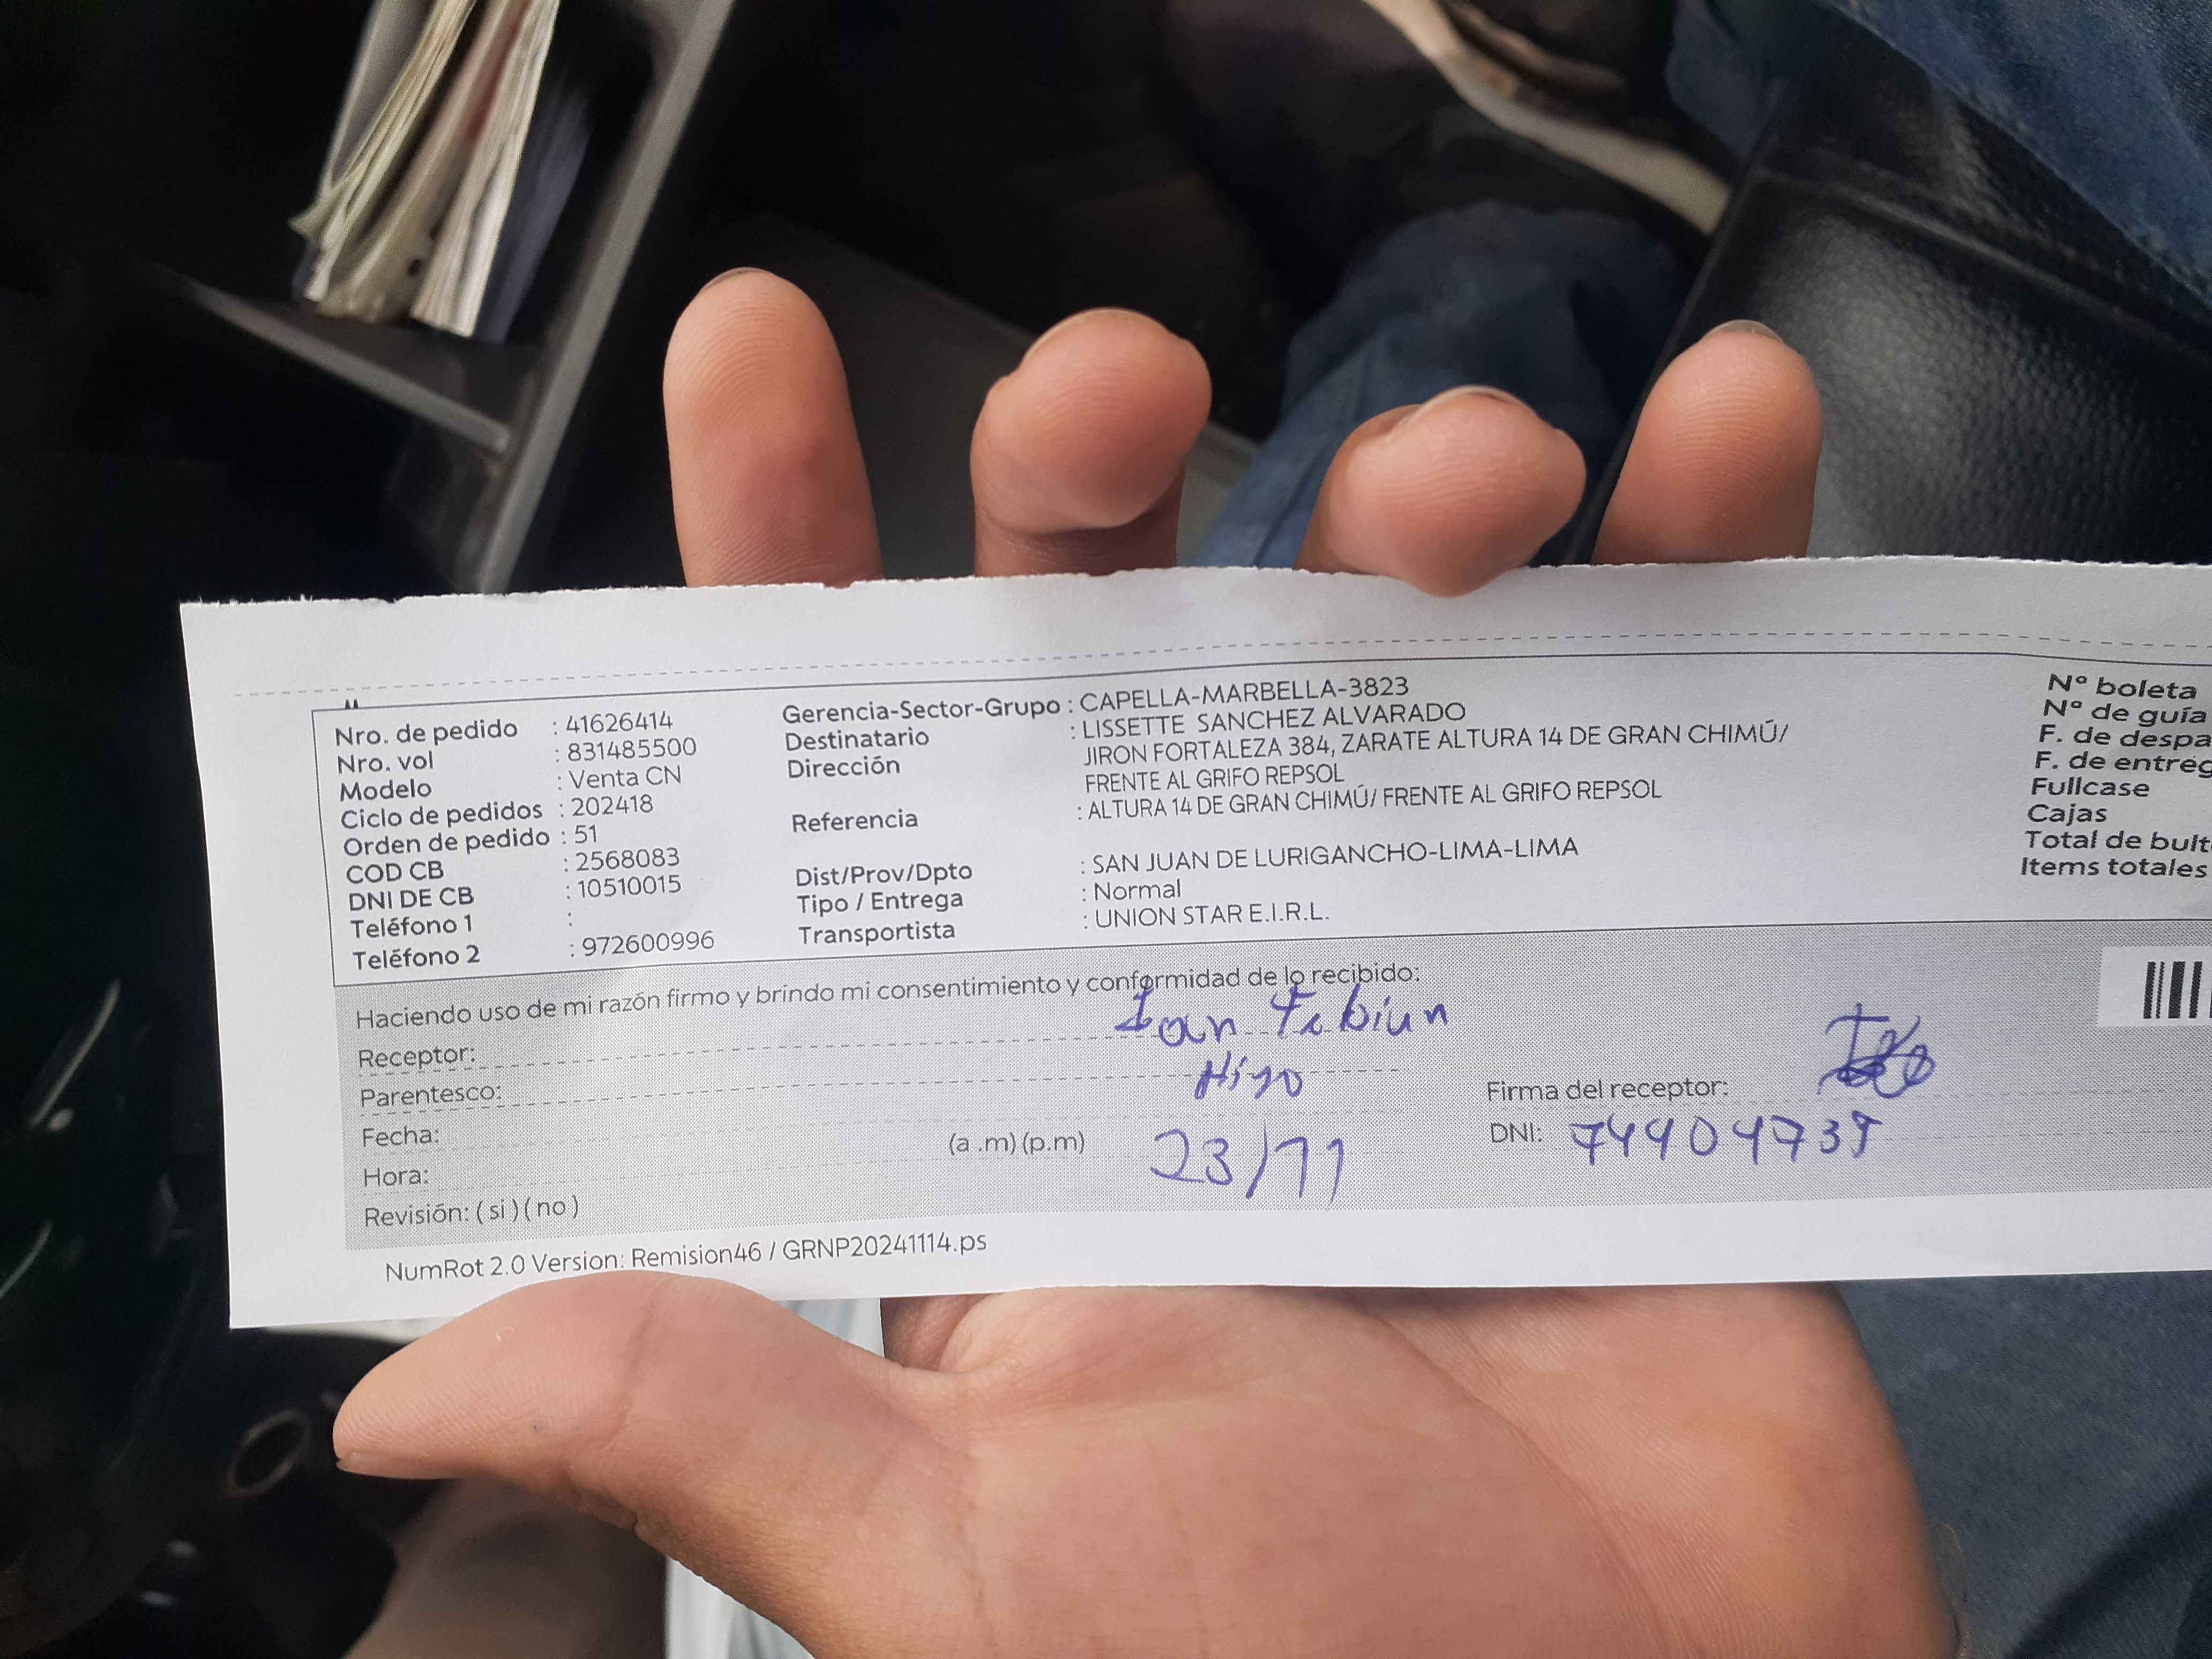 Nro. de pedido : 41626414
Nro. vol : 831485500
Modelo : Venta CN
Ciclo de pedidos : 202418
Orden de pedido : 51
COD CB : 2568083
DNI DE CB : 10510015
Teléfono 1 :
Teléfono 2 : 972600996
Gerencia-Sector-Grupo : CAPELLA-MARBELLA-3823
Destinatario : LISSETTE SANCHEZ ALVARADO
Dirección JIRON FORTALEZA 384, ZARATE ALTURA 14 DE GRAN CHIMÚ/
FRENTE AL GRIFO REPSOL
Referencia : ALTURA 14 DE GRAN CHIMÚ/ FRENTE AL GRIFO REPSOL
Dist/Prov/Dpto : SAN JUAN DE LURIGANCHO-LIMA-LIMA
Tipo / Entrega : Normal
Transportista : UNION STAR E.I.R.L.
Nº boleta
Nº de guía
F. de despa
F. de entreg
Fullcase
Cajas
Total de bult
Items totales
Haciendo uso de mi razón firmo y brindo mi consentimiento y conformidad de lo recibido:
Receptor: Ian Fabian
Parentesco: Hijo
Fecha:
(a .m) (p.m) 23/11
Hora:
Revisión: ( si ) ( no )
Firma del receptor:
DNI:
NumRot 2.0 Version: Remision46 / GRNP20241114.ps